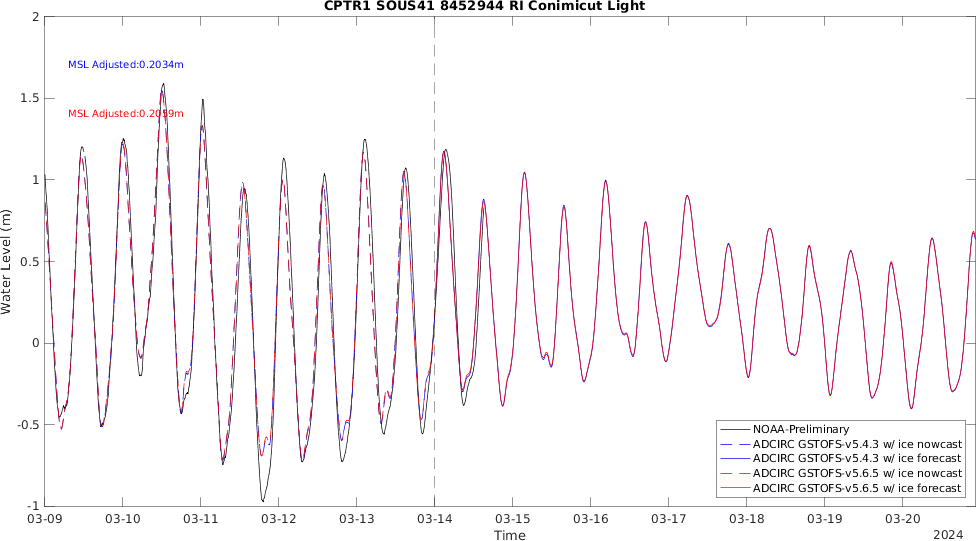 CPTR1 SOUS41 8452944 RI Conimicut Light
2
MSL Adjusted:0.2034m
1.5
MSL Adjusted:0.2059m
1
0.5
Water Level (m)
0
-0.5
-1
NOAA-Preliminary
ADCIRC GSTOFS-v5.4.3 w/ ice nowcast
ADCIRC GSTOFS-v5.4.3 w/ ice forecast
ADCIRC GSTOFS-v5.6.5 w/ ice nowcast
ADCIRC GSTOFS-v5.6.5 w/ ice forecast
03-09 03-10 03-11 03-12 03-13 03-14 03-15 03-16 03-17 03-18 03-19 03-20
Time
2024